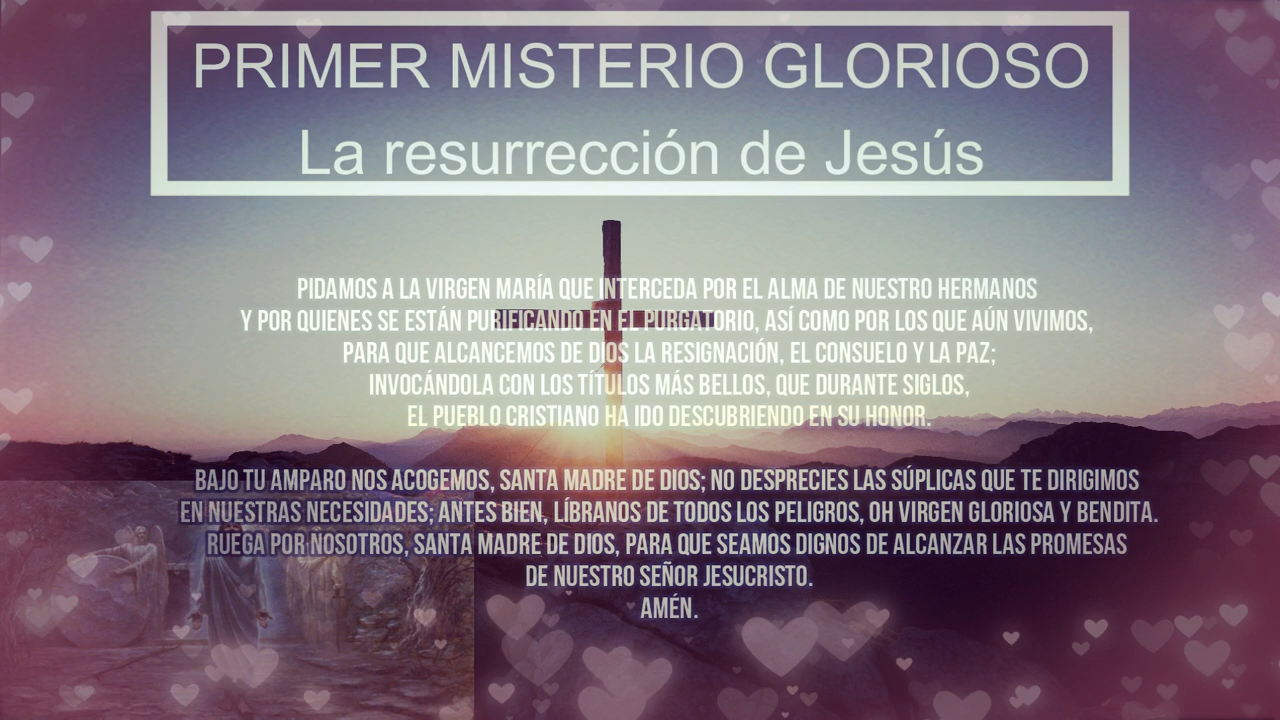 PRIMER MISTERIO GLORIOSO
La resurrección de Jesús
PIDAMOS A LA VIRGEN MARÍA QUE INTERCEDA POR EL ALMA DE NUESTRO HERMANOS
Y POR QUIENES SE ESTÁN PURIFICANDO EN EL PURGATORIO, ASÍ COMO POR LOS QUE AÚN VIVIMOS,
PARA QUE ALCANCEMOS DE DIOS LA RESIGNACIÓN, EL CONSUELO Y LA PAZ;
INVOCÁNDOLA CON LOS TÍTULOS MÁS BELLOS, QUE DURANTE SIGLOS,
EL PUEBLO CRISTIANO HA IDO DESCUBRIENDO EN SU HONOR.
BAJO TU AMPARO NOS ACOGEMOS, SANTA MADRE DE DIOS; NO DESPRECIES LAS SÚPLICAS QUE TE DIRIGIMOS
EN NUESTRAS NECESIDADES; ANTES BIEN, LÍBRANOS DE TODOS LOS PELIGROS, OH VIRGEN GLORIOSA Y BENDITA.
RUEGA POR NOSOTROS, SANTA MADRE DE DIOS, PARA QUE SEAMOS DIGNOS DE ALCANZAR LAS PROMESAS
DE NUESTRO SEÑOR JESUCRISTO.
AMÉN.